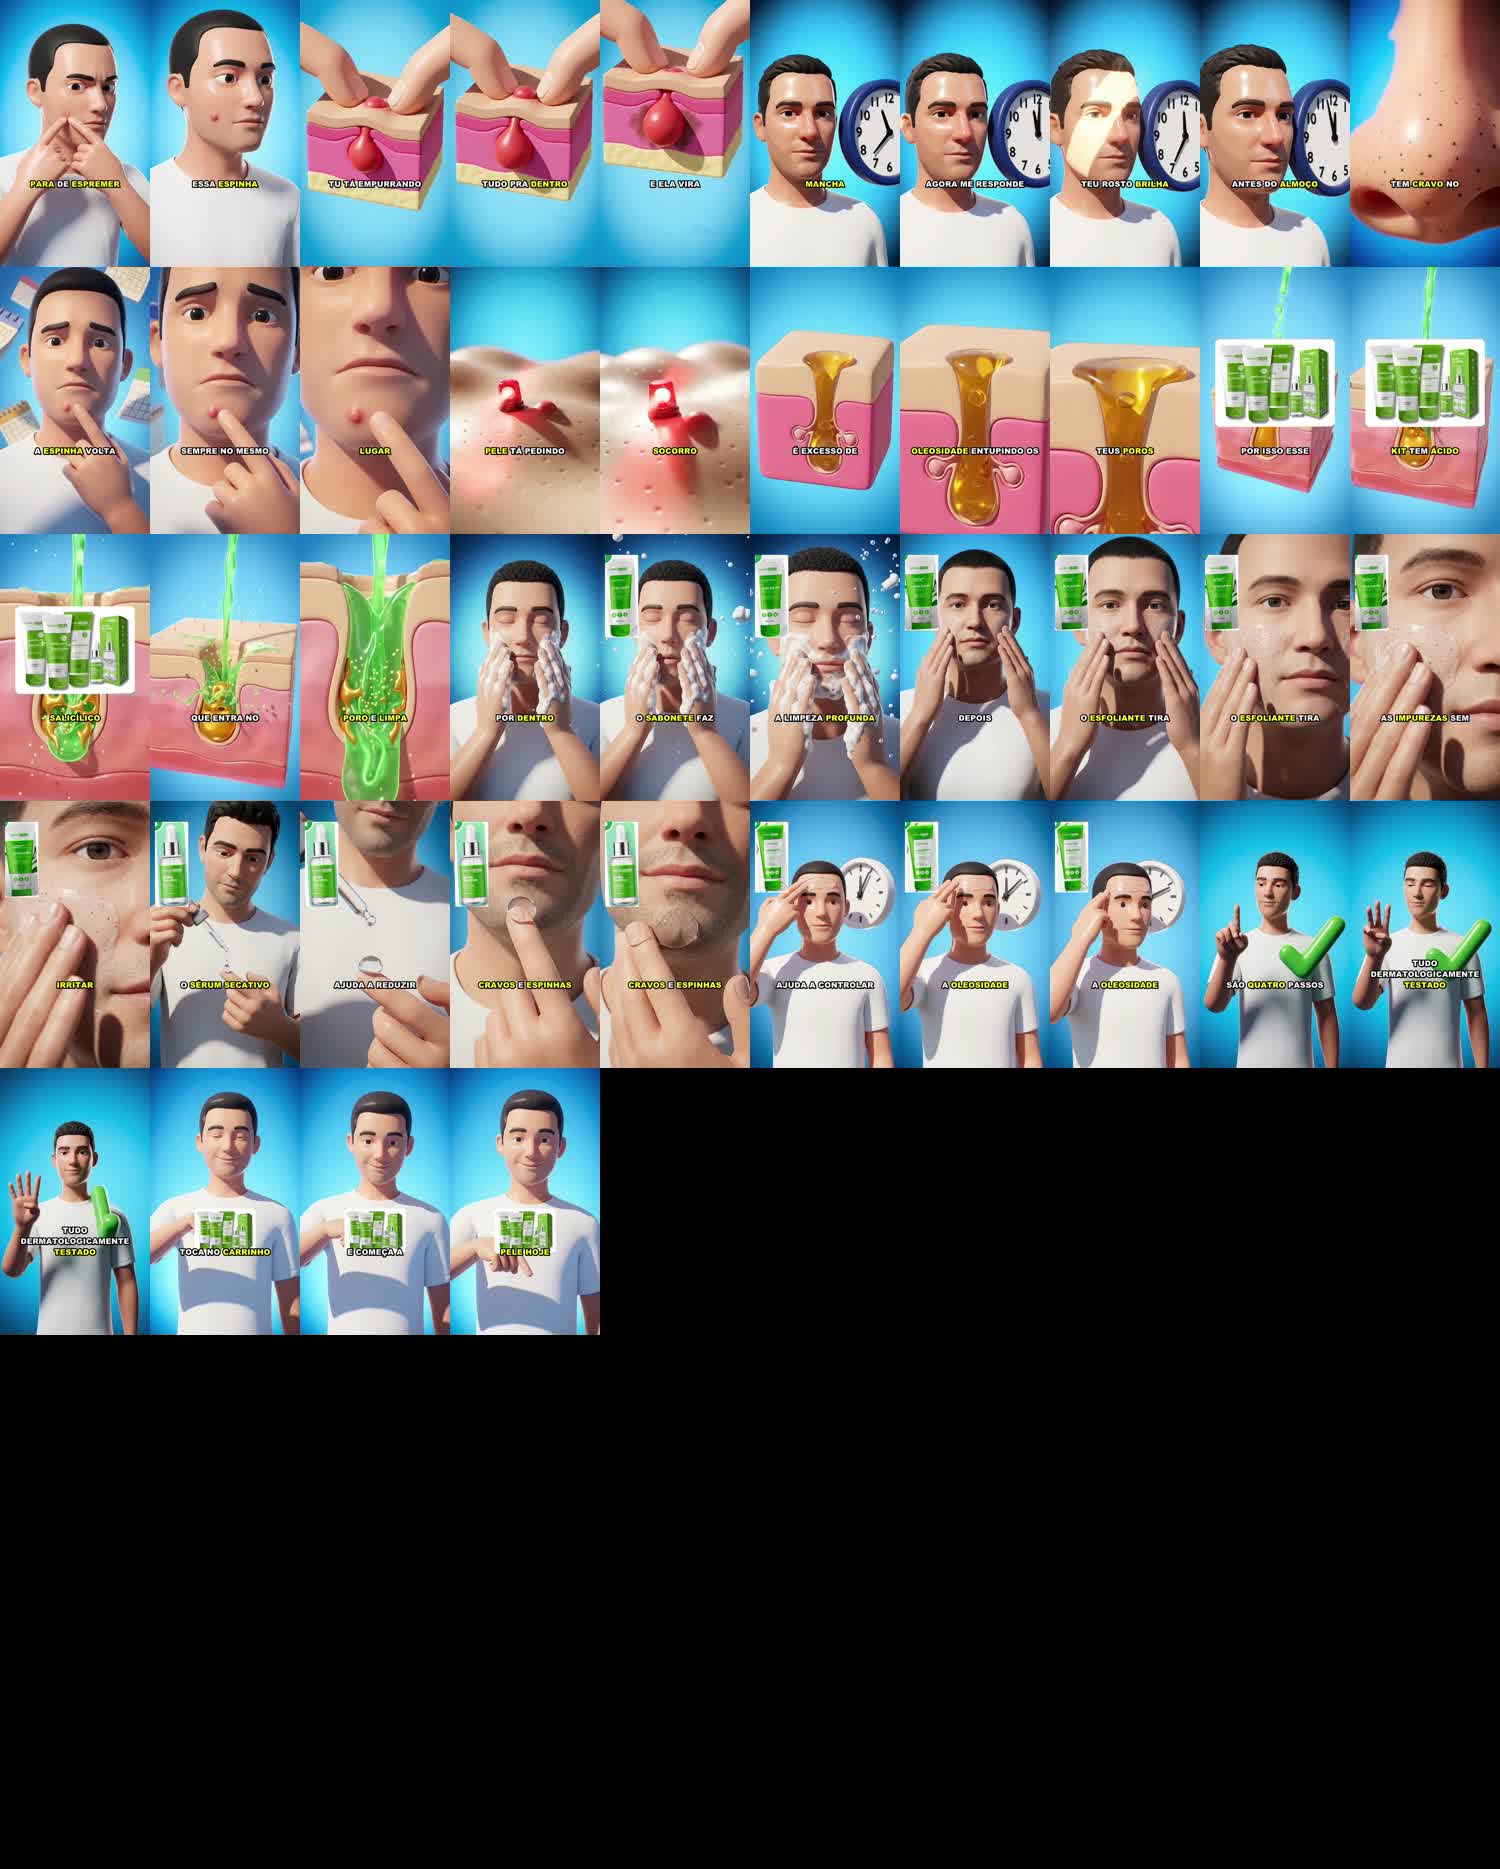 PARA DE ESPREMER
ESSA ESPINHA
TU TÁ EMPURRANDO
TUDO PRA DENTRO
E ELA VIRA
MANCHA
AGORA ME RESPONDE
TEU ROSTO BRILHA
ANTES DO ALMOÇO
TEM CRAVO NO
A ESPINHA VOLTA
SEMPRE NO MESMO
LUGAR
PELE TÁ PEDINDO
SOCORRO
É EXCESSO DE
OLEOSIDADE ENTUPINDO OS
TEUS POROS
POR ISSO ESSE
KIT TEM ÁCIDO
SALICÍLICO
QUE ENTRA NO
PORO E LIMPA
POR DENTRO
O SABONETE FAZ
A LIMPEZA PROFUNDA
DEPOIS
O ESFOLIANTE TIRA
O ESFOLIANTE TIRA
AS IMPUREZAS SEM
IRRITAR
O SÉRUM SECATIVO
AJUDA A REDUZIR
CRAVOS E ESPINHAS
CRAVOS E ESPINHAS
AJUDA A CONTROLAR
A OLEOSIDADE
A OLEOSIDADE
SÃO QUATRO PASSOS
TUDO
DERMATOLOGICAMENTE
TESTADO
TUDO
DERMATOLOGICAMENTE
TESTADO
TOCA NO CARRINHO
E COMEÇA A
PELE HOJE